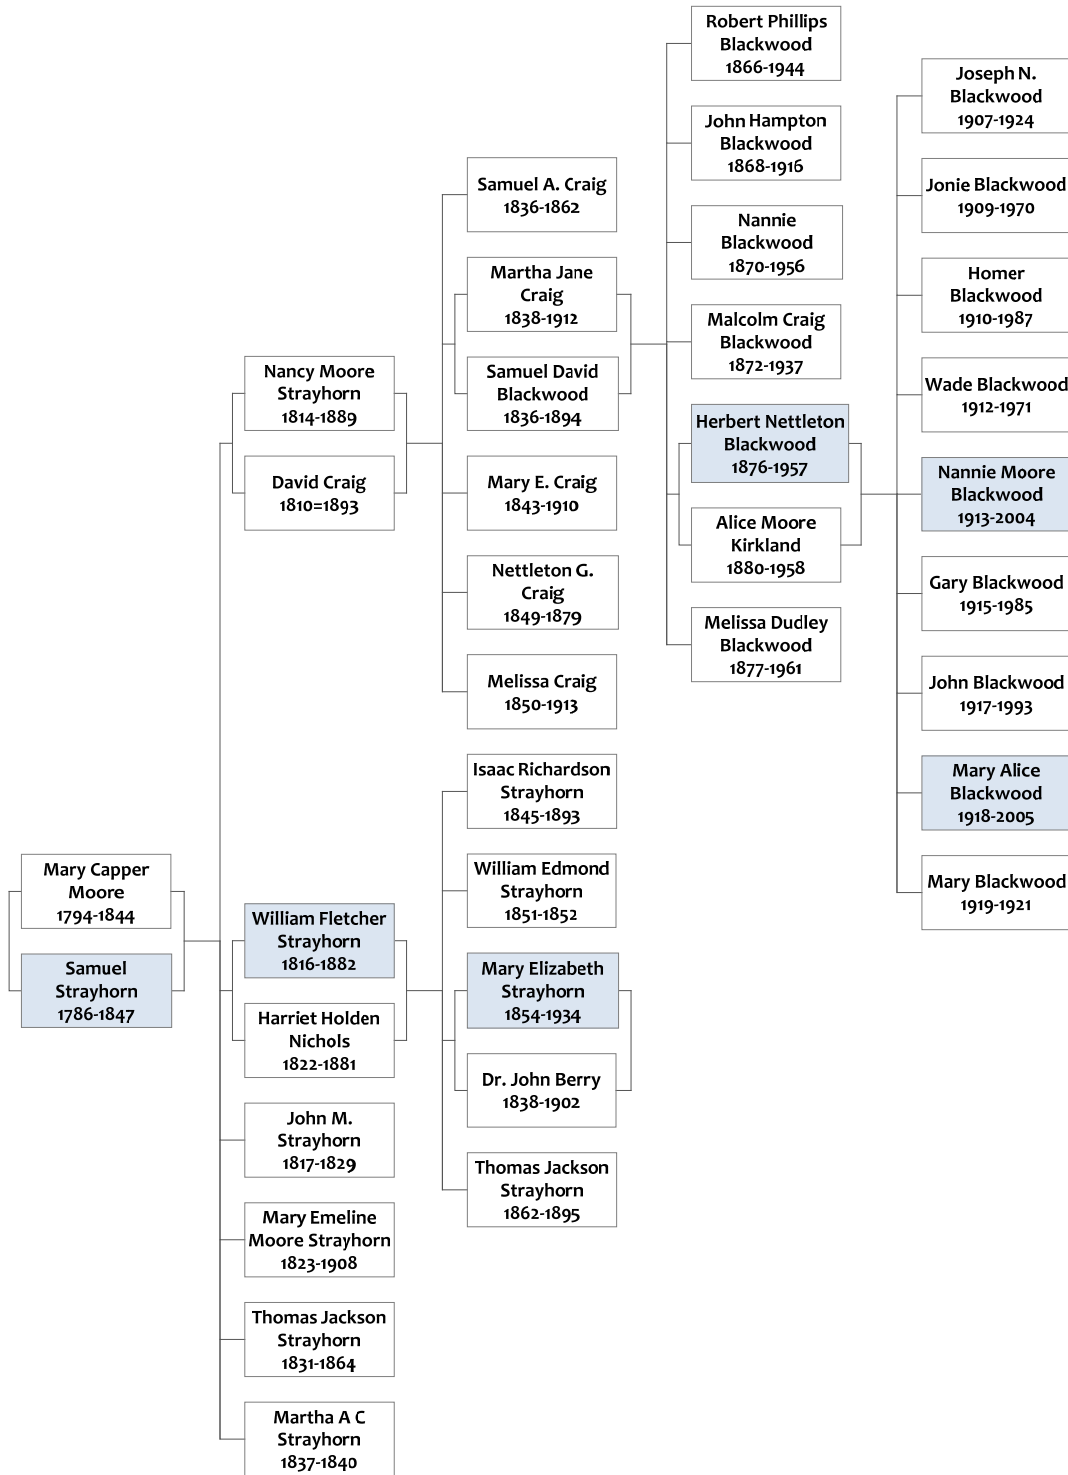 Mary Capper
Moore
1794-1844
Samuel
Strayhorn
1786-1847
Nancy Moore
Strayhorn
1814-1889
David Craig
1810=1893
William Fletcher
Strayhorn
1816-1882
Harriet Holden
Nichols
1822-1881
John M.
Strayhorn
1817-1829
Mary Emeline
Moore Strayhorn
1823-1908
Thomas Jackson
Strayhorn
1831-1864
Martha A C
Strayhorn
1837-1840
Samuel A. Craig
1836-1862
Martha Jane
Craig
1838-1912
Samuel David
Blackwood
1836-1894
Mary E. Craig
1843-1910
Nettleton G.
Craig
1849-1879
Melissa Craig
1850-1913
Isaac Richardson
Strayhorn
1845-1893
William Edmond
Strayhorn
1851-1852
Mary Elizabeth
Strayhorn
1854-1934
Dr. John Berry
1838-1902
Thomas Jackson
Strayhorn
1862-1895
Robert Phillips
Blackwood
1866-1944
John Hampton
Blackwood
1868-1916
Nannie
Blackwood
1870-1956
Malcolm Craig
Blackwood
1872-1937
Herbert Nettleton
Blackwood
1876-1957
Alice Moore
Kirkland
1880-1958
Melissa Dudley
Blackwood
1877-1961
Joseph N.
Blackwood
1907-1924
Jonie Blackwood
1909-1970
Homer
Blackwood
1910-1987
Wade Blackwood
1912-1971
Nannie Moore
Blackwood
1913-2004
Gary Blackwood
1915-1985
John Blackwood
1917-1993
Mary Alice
Blackwood
1918-2005
Mary Blackwood
1919-1921